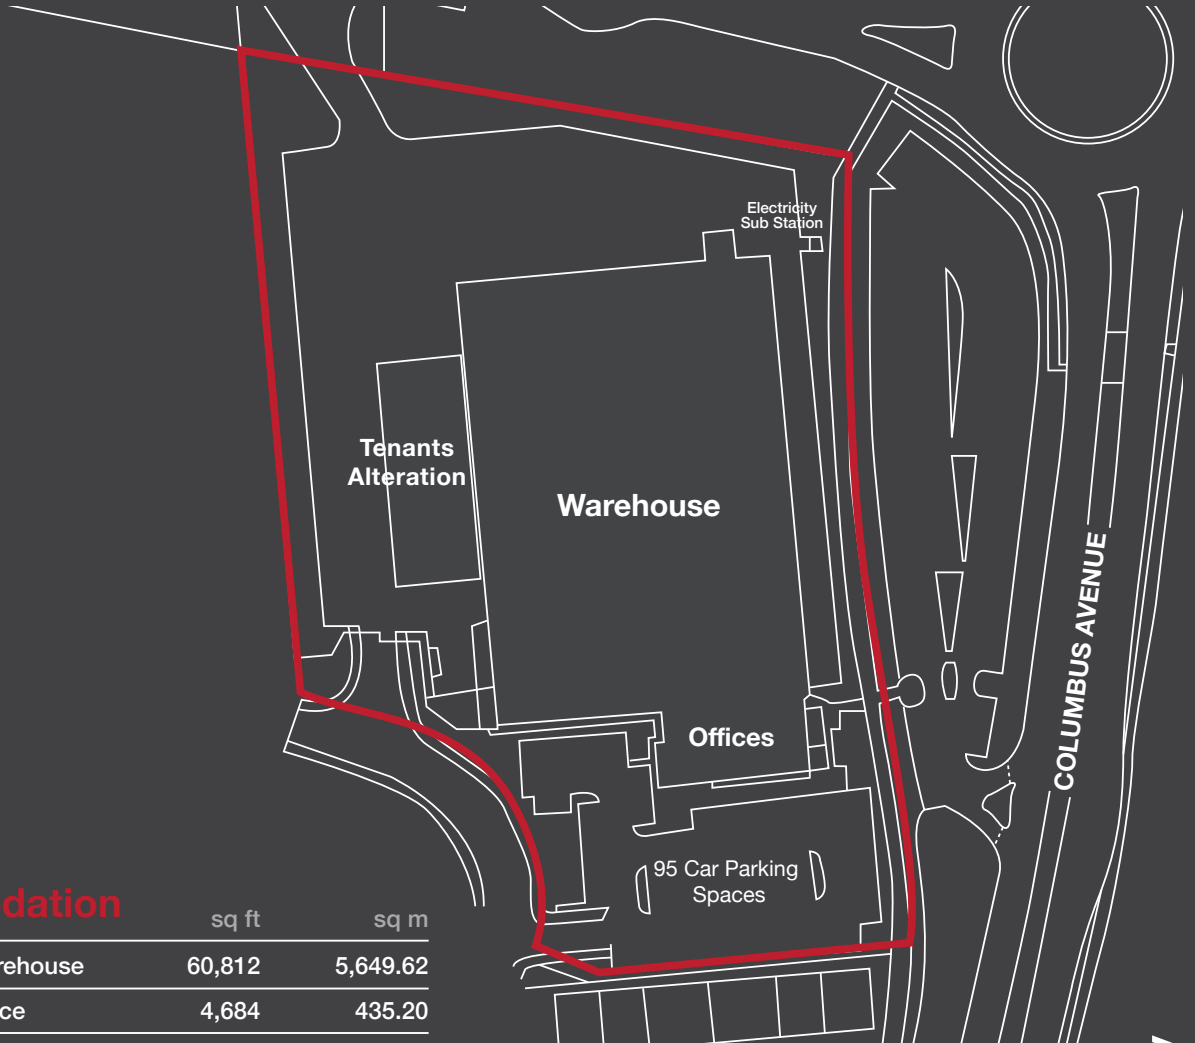 Electricity
Sub Station
Tenants
Alteration
Warehouse
Offices
COLUMBUS AVENUE
95 Car Parking
Spaces
dation
sq ft sq m
rehouse 60,812 5,649.62
ce 4,684 435.20